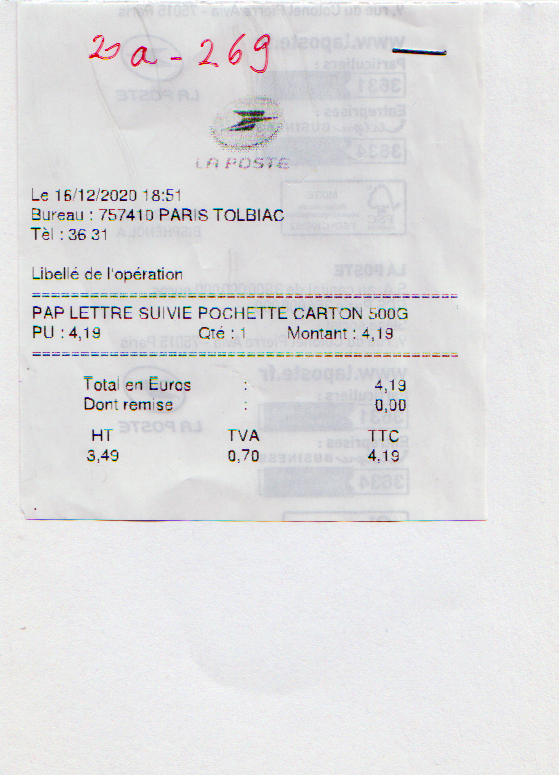 20a - 269
LA POSTE
Le 16/12/2020 18:51
Bureau : 757410 PARIS TOLBIAC
Tèl : 36 31
Libellé de l'opération
PAP LETTRE SUIVIE POCHETTE CARTON 500G
PU : 4,19 Qté : 1 Montant : 4,19
Total en Euros : 4,19
Dont remise : 0,00
HT TVA TTC
3,49 0,70 4,19